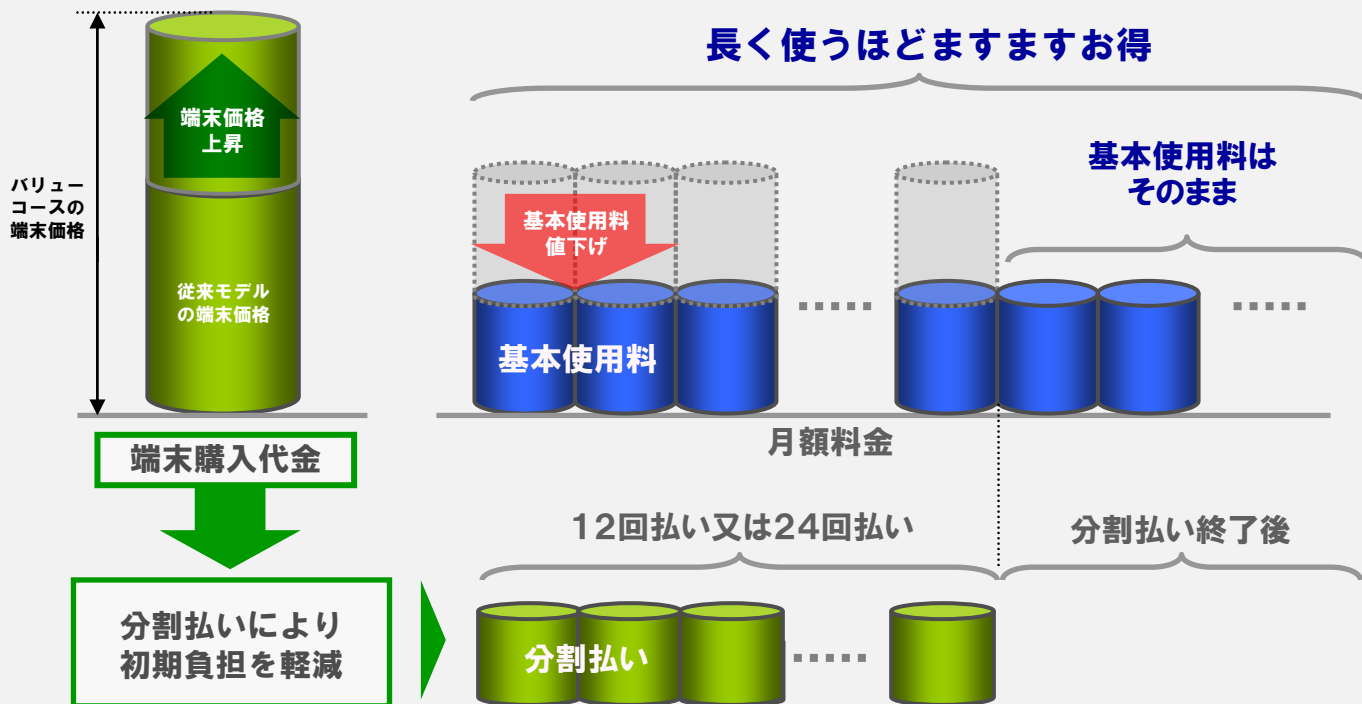 長く使うほどますますお得
端末価格
上昇
基本使用料は
そのまま
バリュー
コースの
端末価格
基本使用料
値下げ
従来モデル
の端末価格
基本使用料
月額料金
端末購入代金
12回払い又は24回払い
分割払い終了後
分割払いにより
初期負担を軽減
分割払い